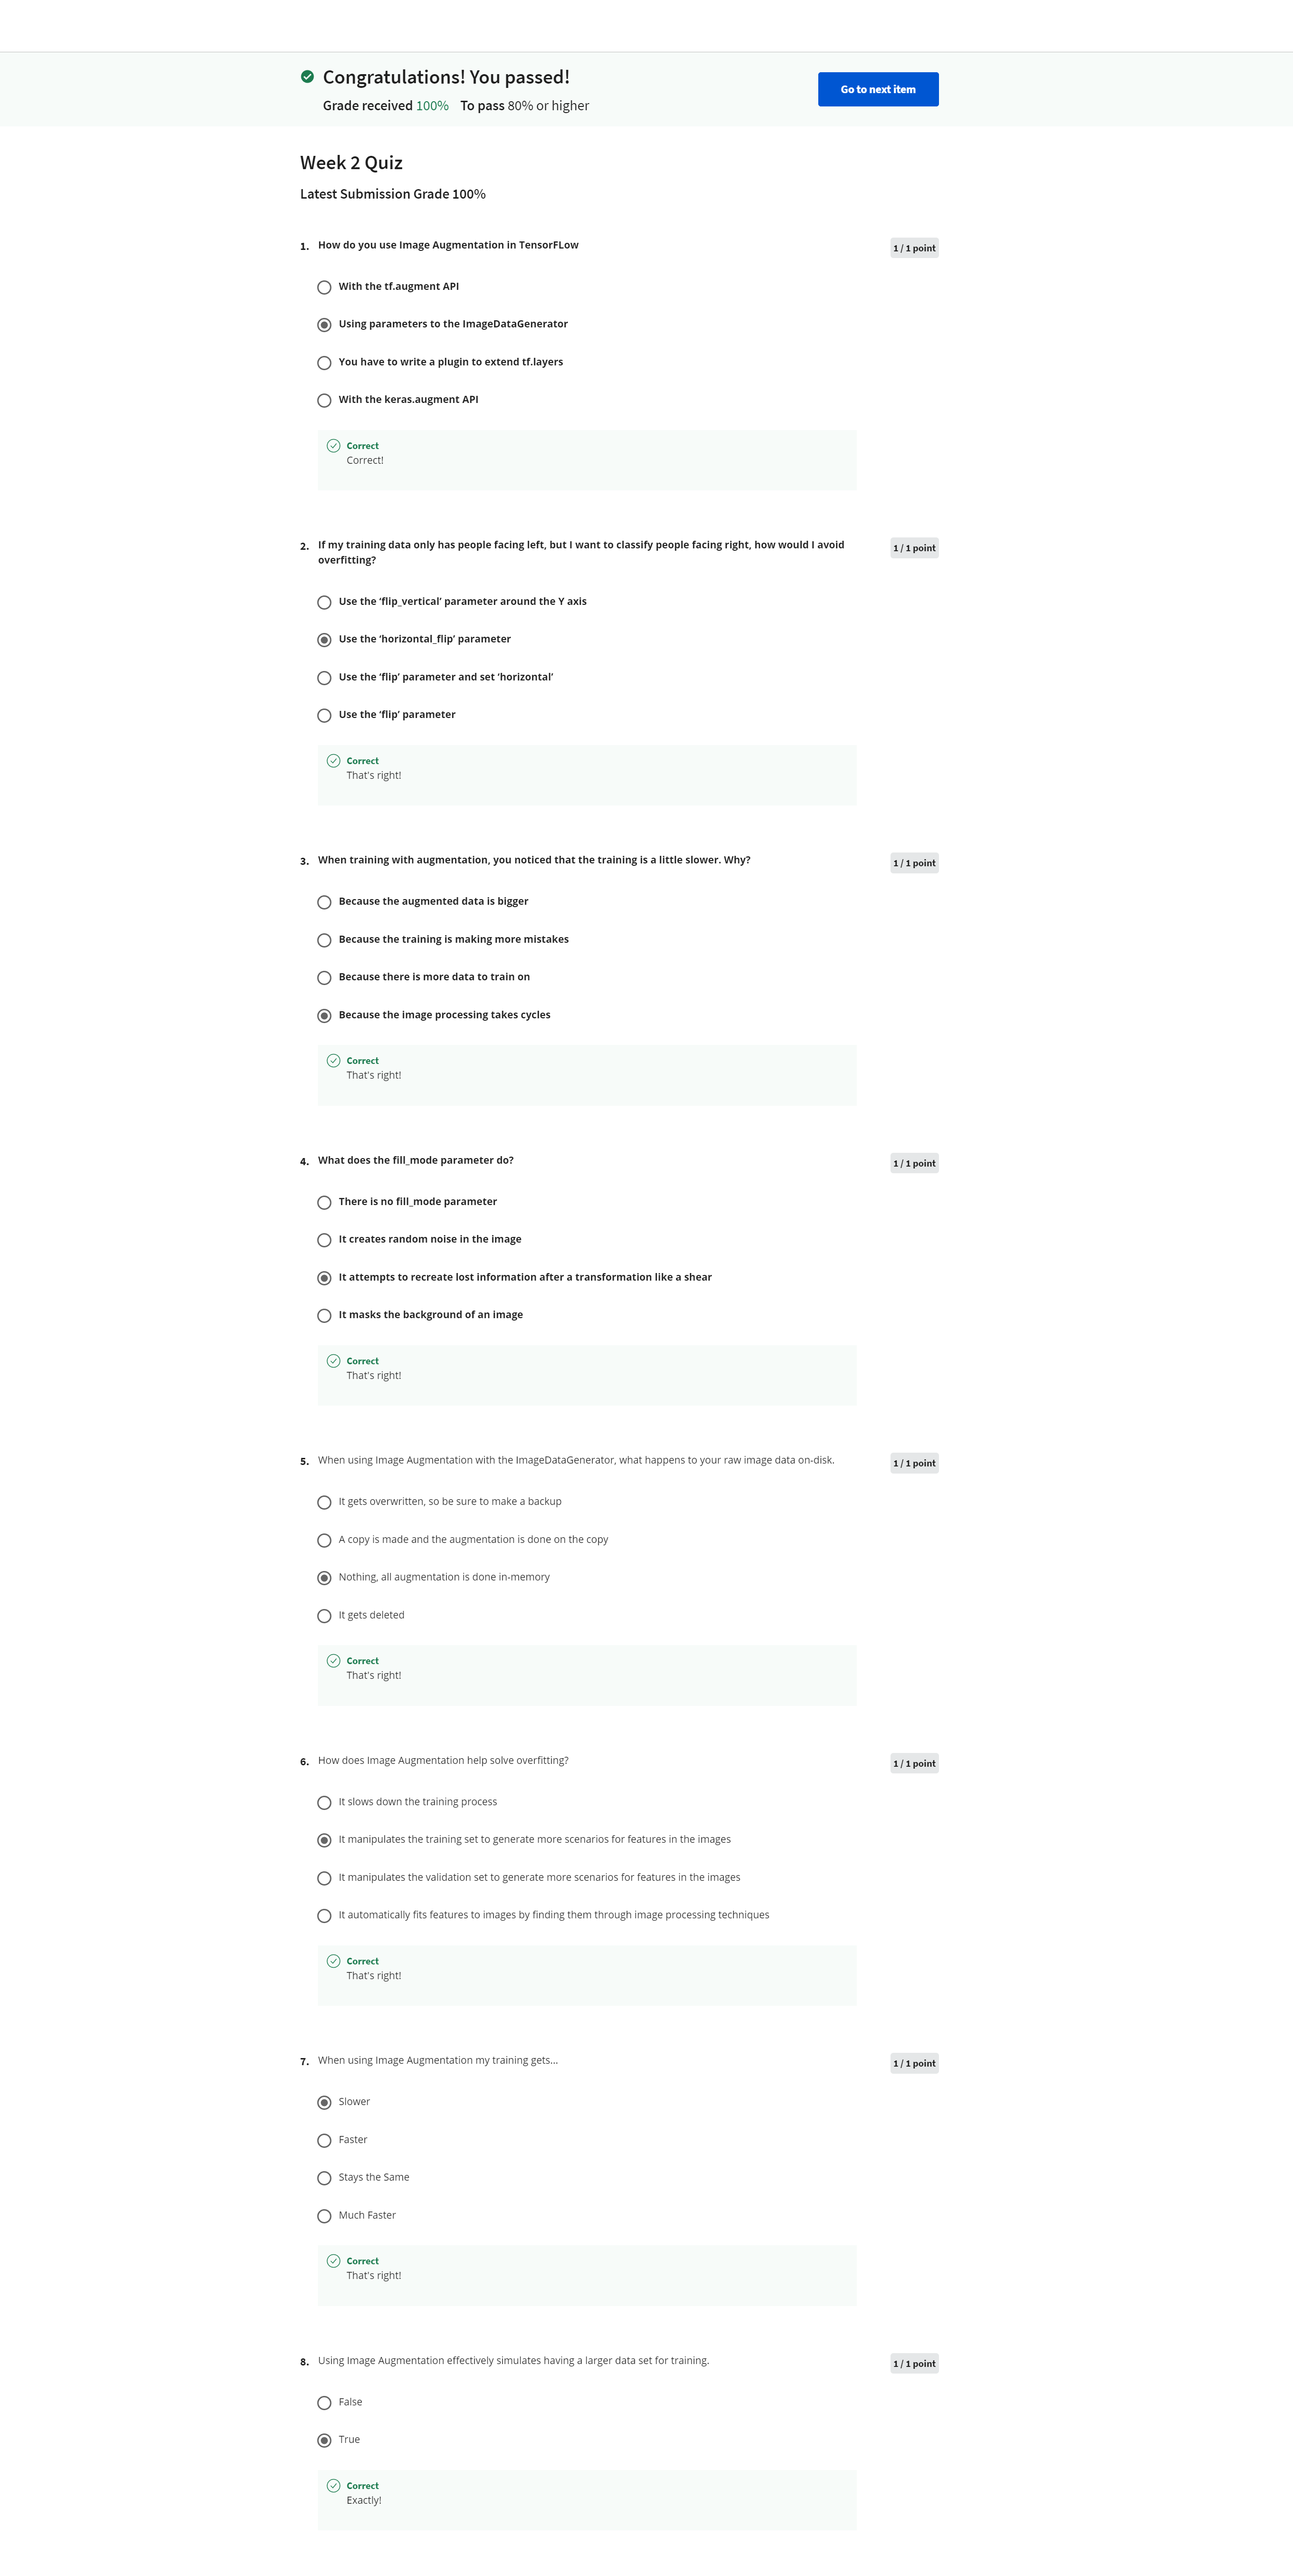 Congratulations! You passed!
Grade received 100% To pass 80% or higher
Go to next item
Week 2 Quiz
Latest Submission Grade 100%
1. How do you use Image Augmentation in TensorFLow
1 / 1 point
With the tf.augment API
Using parameters to the ImageDataGenerator
You have to write a plugin to extend tf.layers
With the keras.augment API
Correct
Correct!
2. If my training data only has people facing left, but I want to classify people facing right, how would I avoid
overfitting?
1 / 1 point
Use the ‘flip_vertical’ parameter around the Y axis
Use the ‘horizontal_flip’ parameter
Use the ‘flip’ parameter and set ‘horizontal’
Use the ‘flip’ parameter
Correct
That's right!
3. When training with augmentation, you noticed that the training is a little slower. Why?
1 / 1 point
Because the augmented data is bigger
Because the training is making more mistakes
Because there is more data to train on
Because the image processing takes cycles
Correct
That's right!
4. What does the fill_mode parameter do?
1 / 1 point
There is no fill_mode parameter
It creates random noise in the image
It attempts to recreate lost information after a transformation like a shear
It masks the background of an image
Correct
That's right!
5. When using Image Augmentation with the ImageDataGenerator, what happens to your raw image data on-disk.
1 / 1 point
It gets overwritten, so be sure to make a backup
A copy is made and the augmentation is done on the copy
Nothing, all augmentation is done in-memory
It gets deleted
Correct
That's right!
6. How does Image Augmentation help solve overfitting?
1 / 1 point
It slows down the training process
It manipulates the training set to generate more scenarios for features in the images
It manipulates the validation set to generate more scenarios for features in the images
It automatically fits features to images by finding them through image processing techniques
Correct
That's right!
7. When using Image Augmentation my training gets...
1 / 1 point
Slower
Faster
Stays the Same
Much Faster
Correct
That's right!
8. Using Image Augmentation effectively simulates having a larger data set for training.
1 / 1 point
False
True
Correct
Exactly!